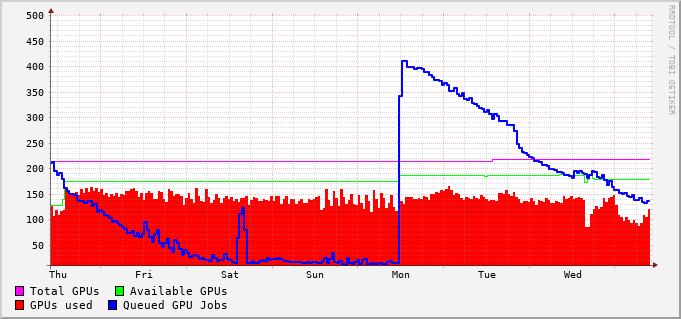 500
450
400
350
300
250
200
150
100
50
Thu Fri Sat Sun Mon Tue Wed
Total GPUs Available GPUs
GPUs used Queued GPU Jobs
RRDTOOL / TOBI OETIKER